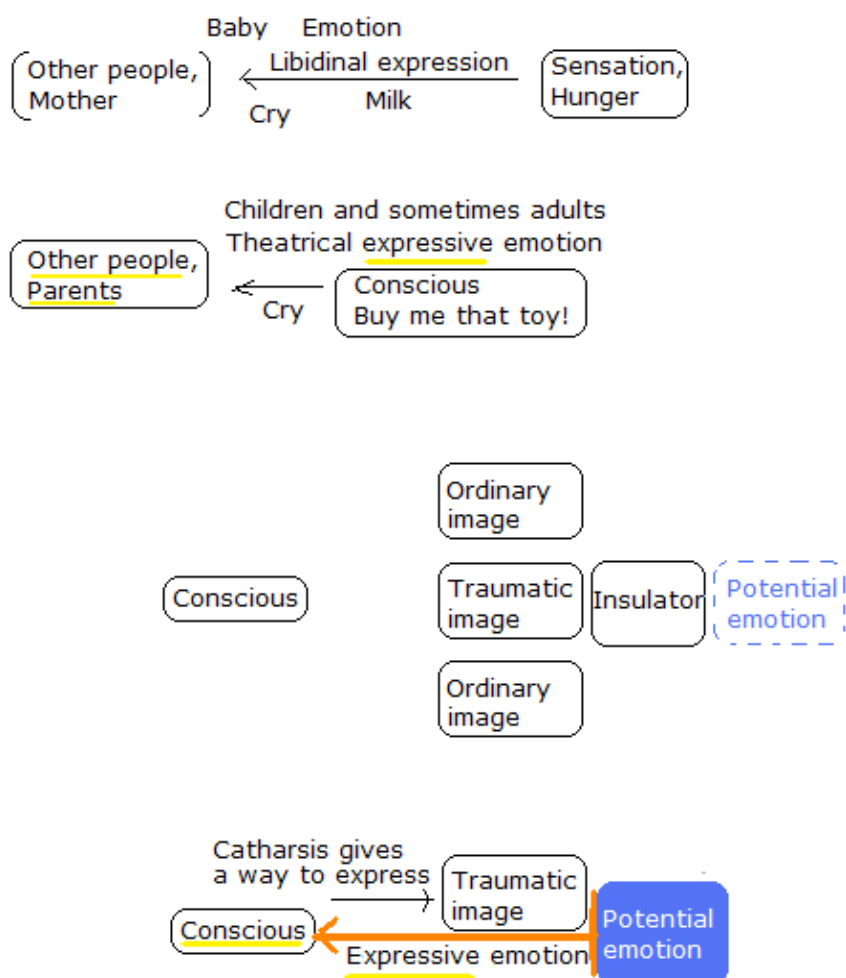 Baby Emotion
Other people,
Mother
Libidinal expression
Cry
Milk
Sensation,
Hunger
Children and sometimes adults
Theatrical expressive emotion
Other people,
Parents
Cry
Conscious
Buy me that toy!
Ordinary
image
Conscious
Traumatic
image
Insulator
Potential
emotion
Ordinary
image
Catharsis gives
a way to express
Traumatic
image
Conscious
Expressive emotion
Potential
emotion